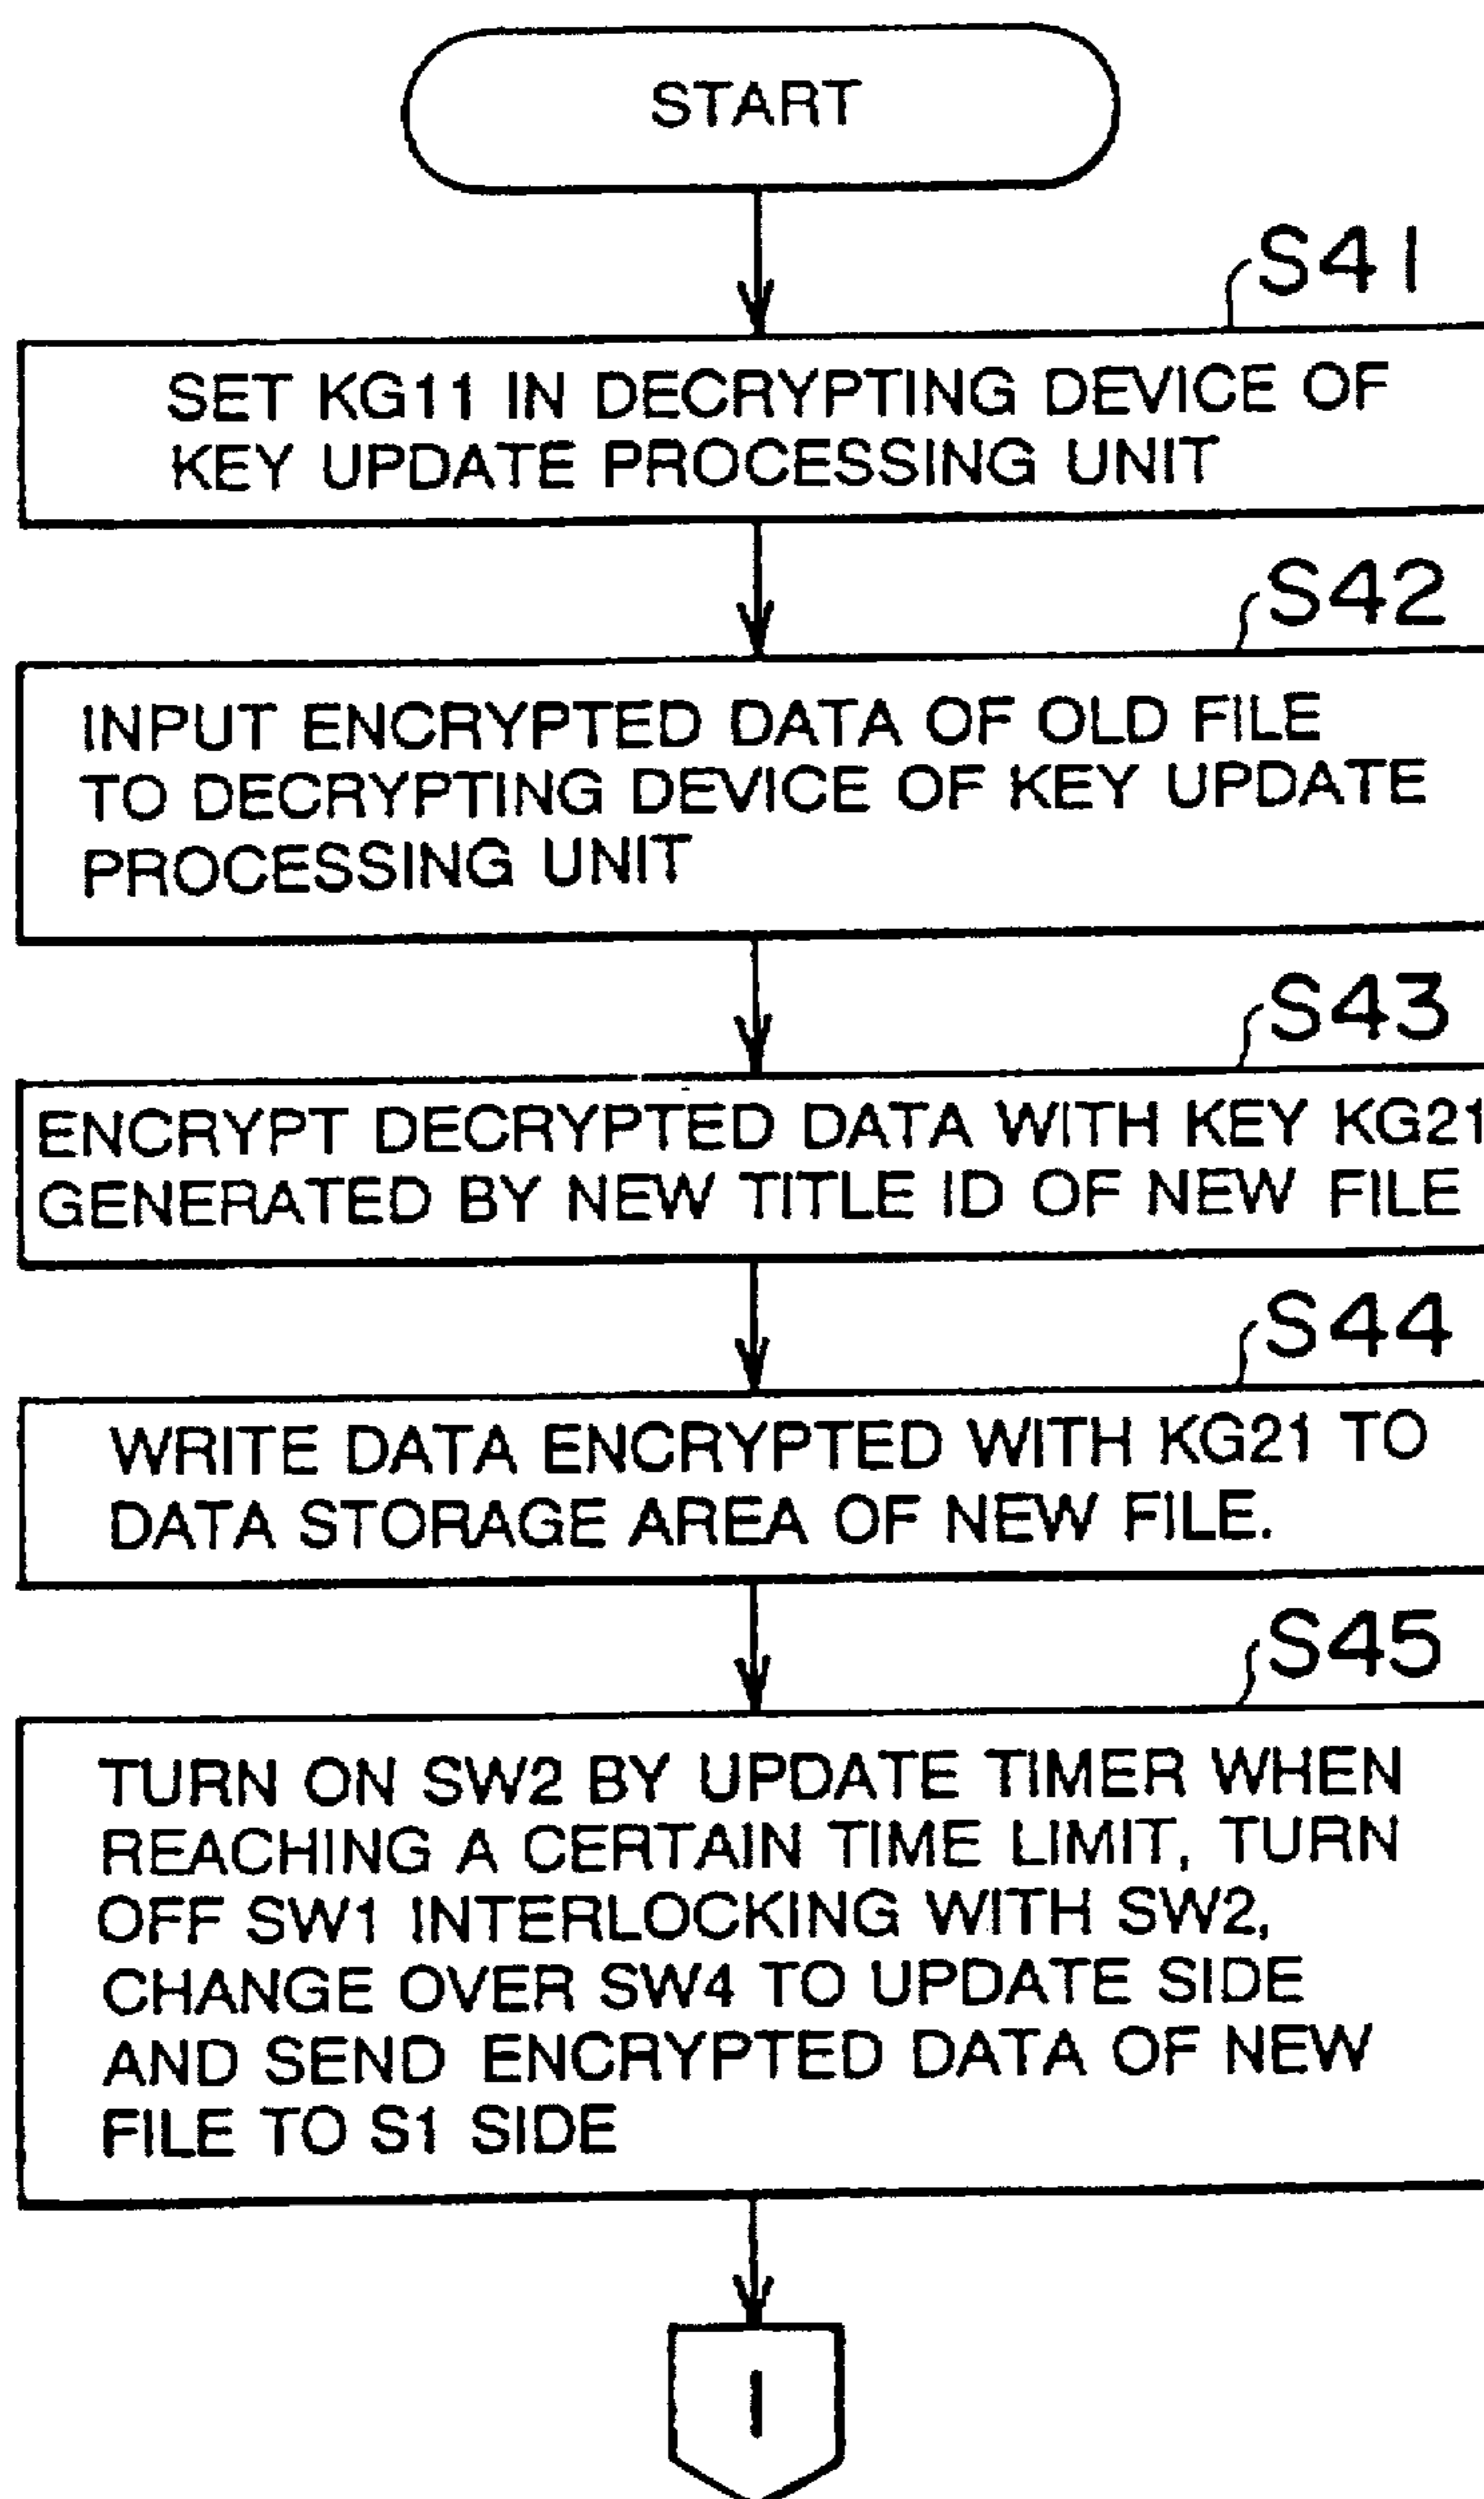 START
S41
SET KG11 IN DECRYPTING DEVICE OF
KEY UPDATE PROCESSING UNIT
S42
INPUT ENCRYPTED DATA OF OLD FILE
TO DECRYPTING DEVICE OF KEY UPDATE
PROCESSING UNIT
S43
ENCRYPT DECRYPTED DATA WITH KEY KG21
GENERATED BY NEW TITLE ID OF NEW FILE
S44
WRITE DATA ENCRYPTED WITH KG21 TO
DATA STORAGE AREA OF NEW FILE.
S45
TURN ON SW2 BY UPDATE TIMER WHEN
REACHING A CERTAIN TIME LIMIT, TURN
OFF SW1 INTERLOCKING WITH SW2,
CHANGE OVER SW4 TO UPDATE SIDE
AND SEND ENCRYPTED DATA OF NEW
FILE TO S1 SIDE
1